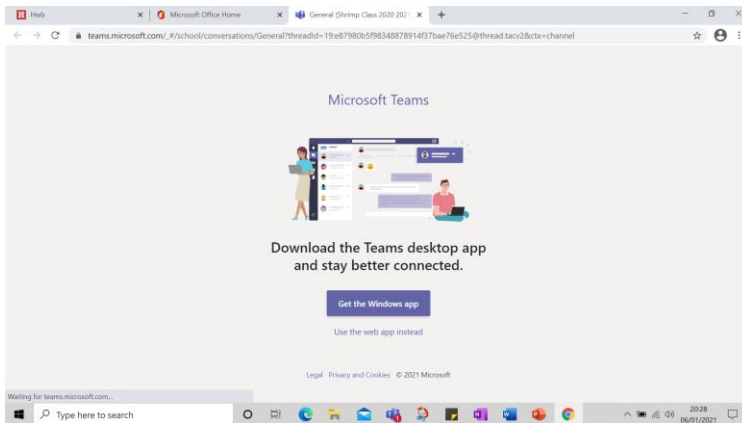 Hwb
Microsoft Office Home
General (Shrimp Class 2020 2021
teams.microsoft.com/_#/school/conversations/General?threadId=19:e87980b5f98348878914f37bae76e525@thread.tacv2&ctx=channel
Microsoft Teams
Download the Teams desktop app
and stay better connected.
Get the Windows app
Use the web app instead
Legal Privacy and Cookies © 2021 Microsoft
Waiting for teams.microsoft.com...
Type here to search
20:28
06/01/2021